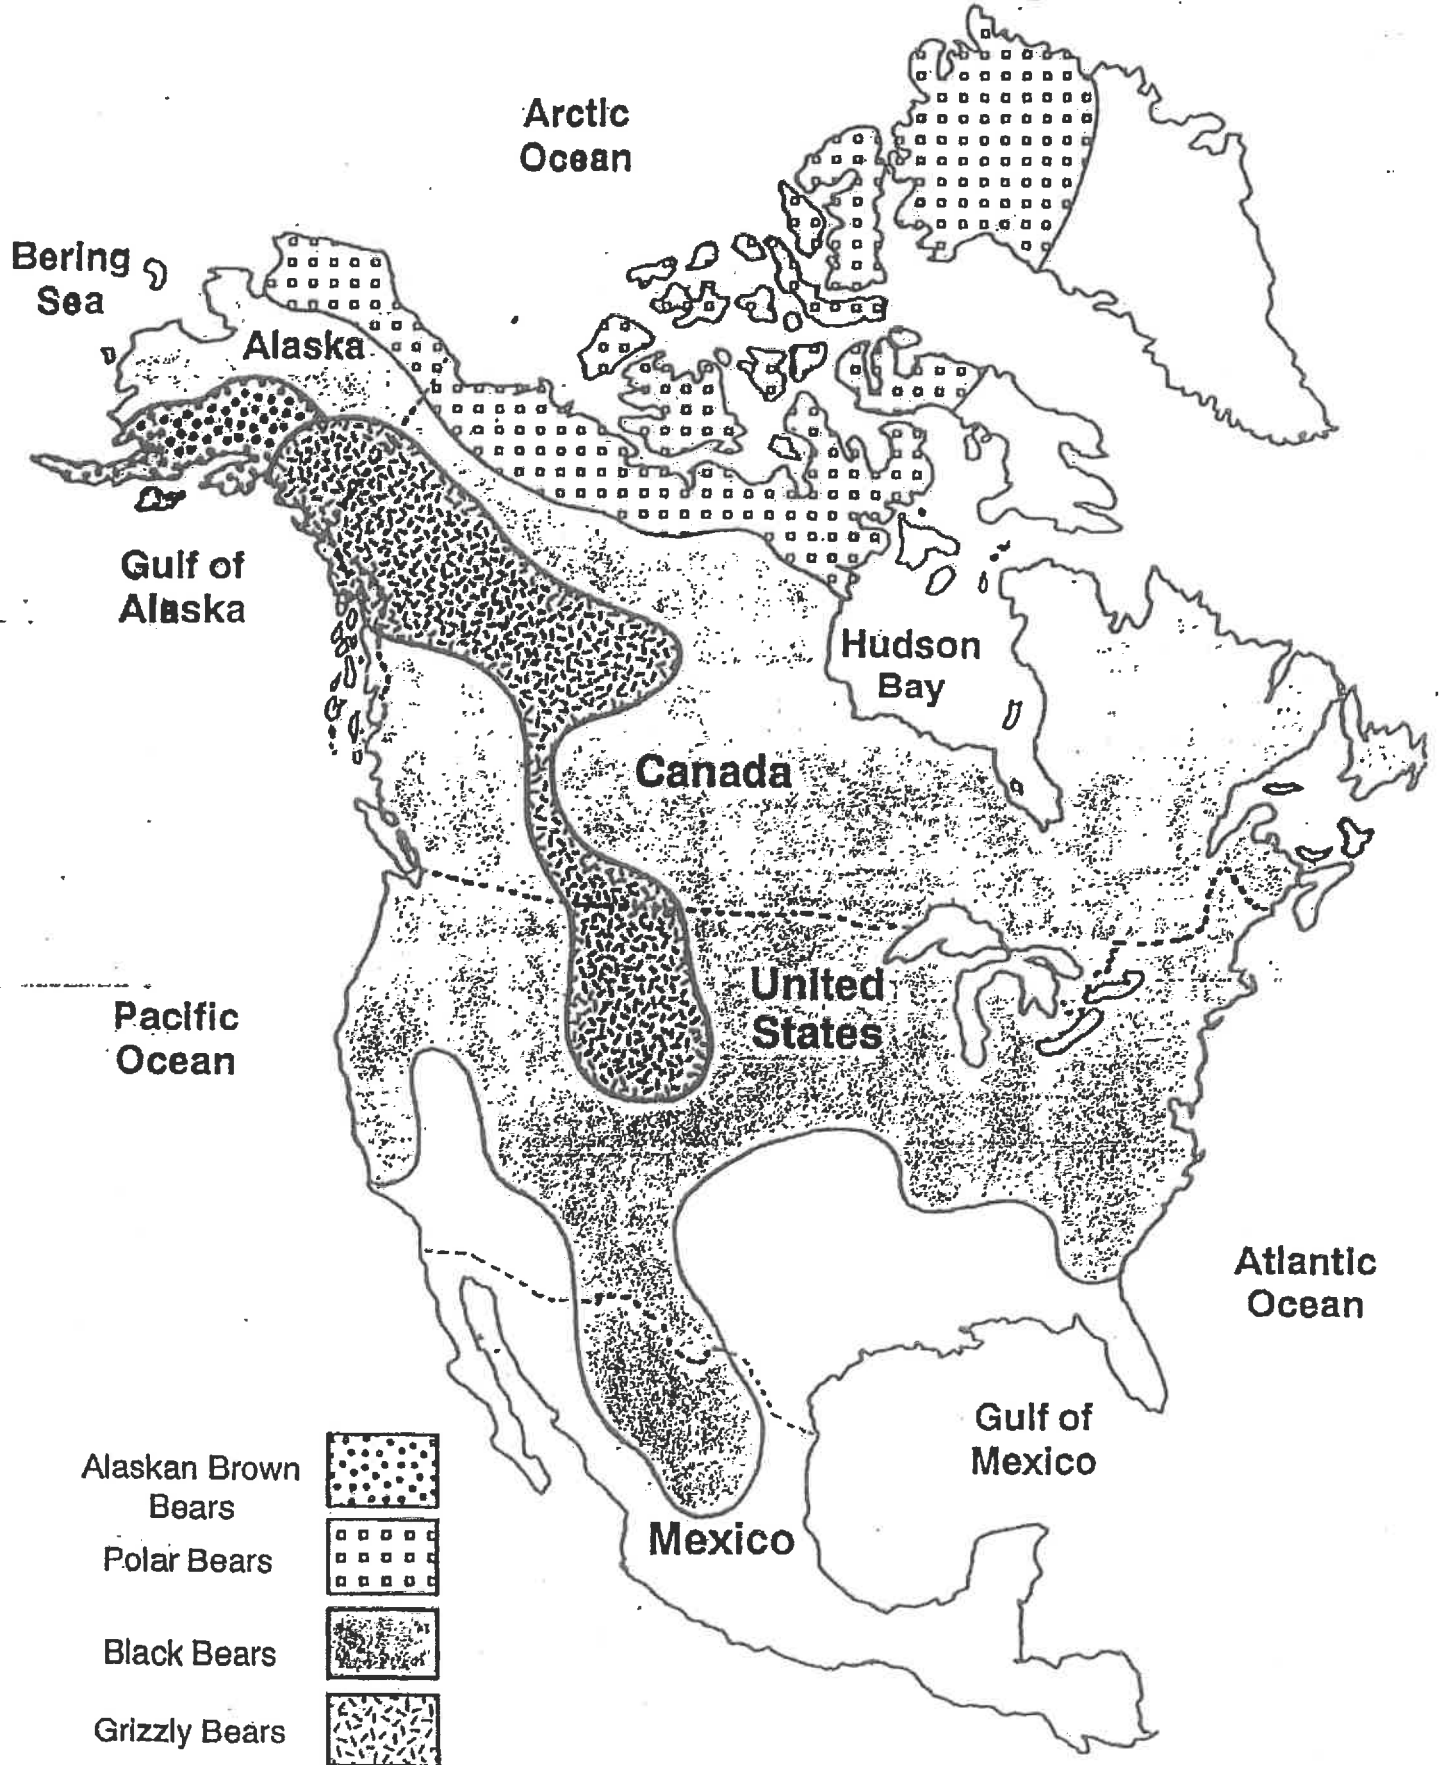 Arctic
Ocean
Bering
Sea
Alaska
Gulf of
Alaska
Hudson
Bay
Canada
United
States
Pacific
Ocean
Atlantic
Ocean
Gulf of
Mexico
Mexico
Alaskan Brown
Bears
Polar Bears
Black Bears
Grizzly Bears